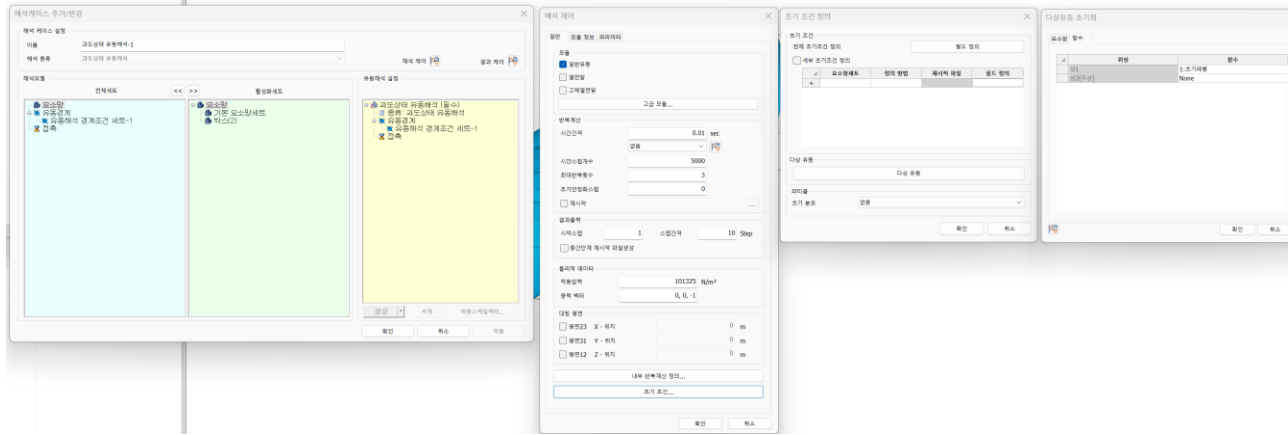 해석케이스 추가/변경
해석 케이스 설정
이름 과도상태 유동해석-1
해석 종류 과도상태 유동해석
해석 제어 결과 제어
해석모델
전체세트 << >> 활성화세트
요소망
유동경계
유동해석 경계조건 세트-1
접촉
요소망
기본 요소망세트
박스(2)
유동해석 설정
과도상태 유동해석 (필수)
종류: 과도상태 유동해석
유동경계
유동해석 경계조건 세트-1
접촉
생성 삭제
확인 취소 적용
해석 제어
일반 모듈 정보 파라미터
모듈
일반유동
열전달
고체열전달
고급 모듈...
반복계산
시간간격 0.01 sec
없음
시간스텝개수 5000
최대반복횟수 3
초기안정화스텝 0
재시작 ...
결과출력
시작스텝 1 스텝간격 10 Step
중간단계 재시작 파일생성
물리적 데이터
작동압력 101325 N/m²
중력 벡터 0, 0, -1
대칭 평면
평면23 X - 위치 0 m
평면31 Y - 위치 0 m
평면12 Z - 위치 0 m
내부 반복계산 정의...
초기 조건...
확인 취소
초기 조건 정의
초기 조건
전체 초기조건 정의 필드 정의
세부 초기조건 정의
요소망세트 정의 방법 재시작 파일 필드 정의
다상 유동
다상 유동
파티클
초기 분포 없음
확인 취소
다상유동 초기화
요소망 함수
위상 함수
상1 1:초기레벨
상2(주상) None
확인 취소